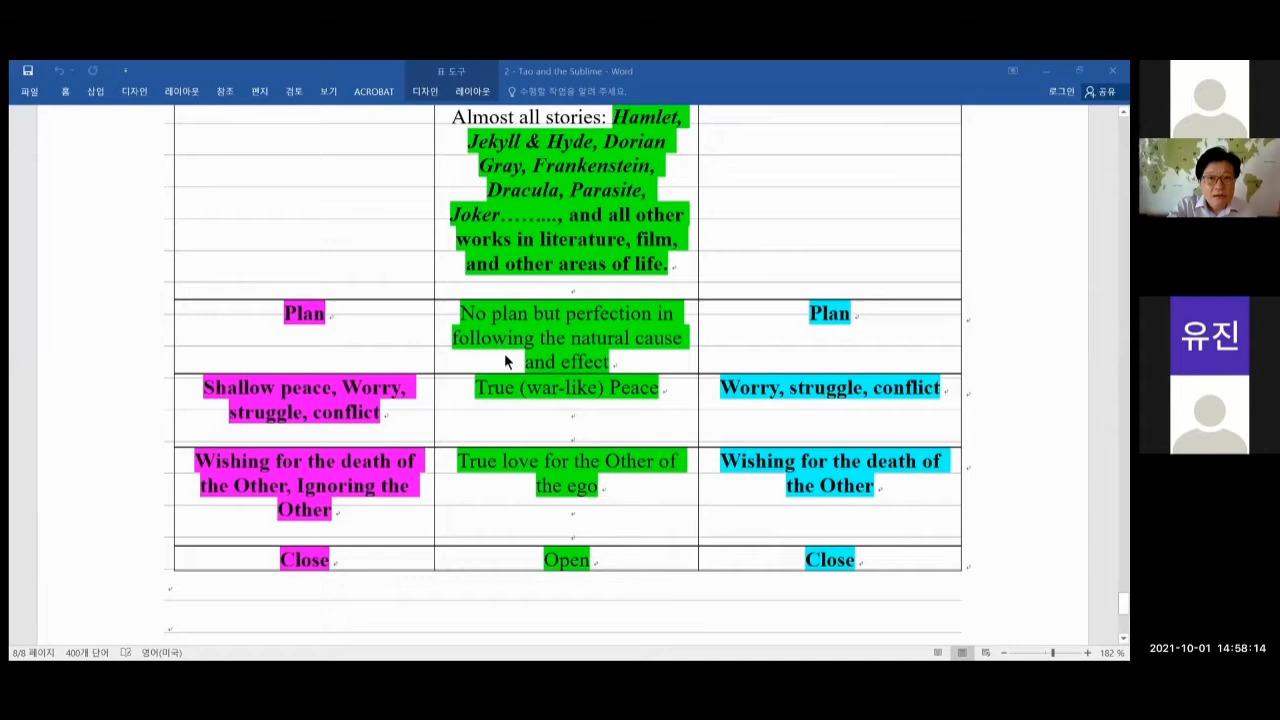 표 도구
2 - Tao and the Sublime - Word
파일 홈 삽입 디자인 레이아웃 참조 편지 검토 보기 ACROBAT 디자인 레이아웃 수행할 작업을 알려 주세요. 로그인 공유
Almost all stories: Hamlet,
Jekyll & Hyde, Dorian
Gray, Frankenstein,
Dracula, Parasite,
Joker………, and all other
works in literature, film,
and other areas of life.
Plan
No plan but perfection in
following the natural cause
and effect
Plan
Shallow peace, Worry,
struggle, conflict
True (war-like) Peace
Worry, struggle, conflict
Wishing for the death of
the Other, Ignoring the
Other
True love for the Other of
the ego
Wishing for the death of
the Other
Close
Open
Close
유진
2021-10-01 14:58:14
8/8 페이지 400개 단어 영어(미국)
182 %